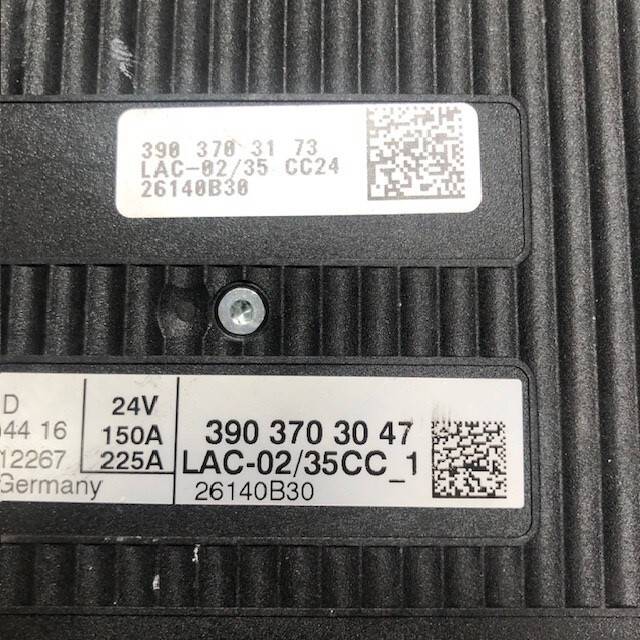 390 370 31 73
LAC-02/35 CC24
26140B30
D
44 16
12267
Germany
24V
150A
225A
390 370 30 47
LAC-02/35CC_1
26140B30